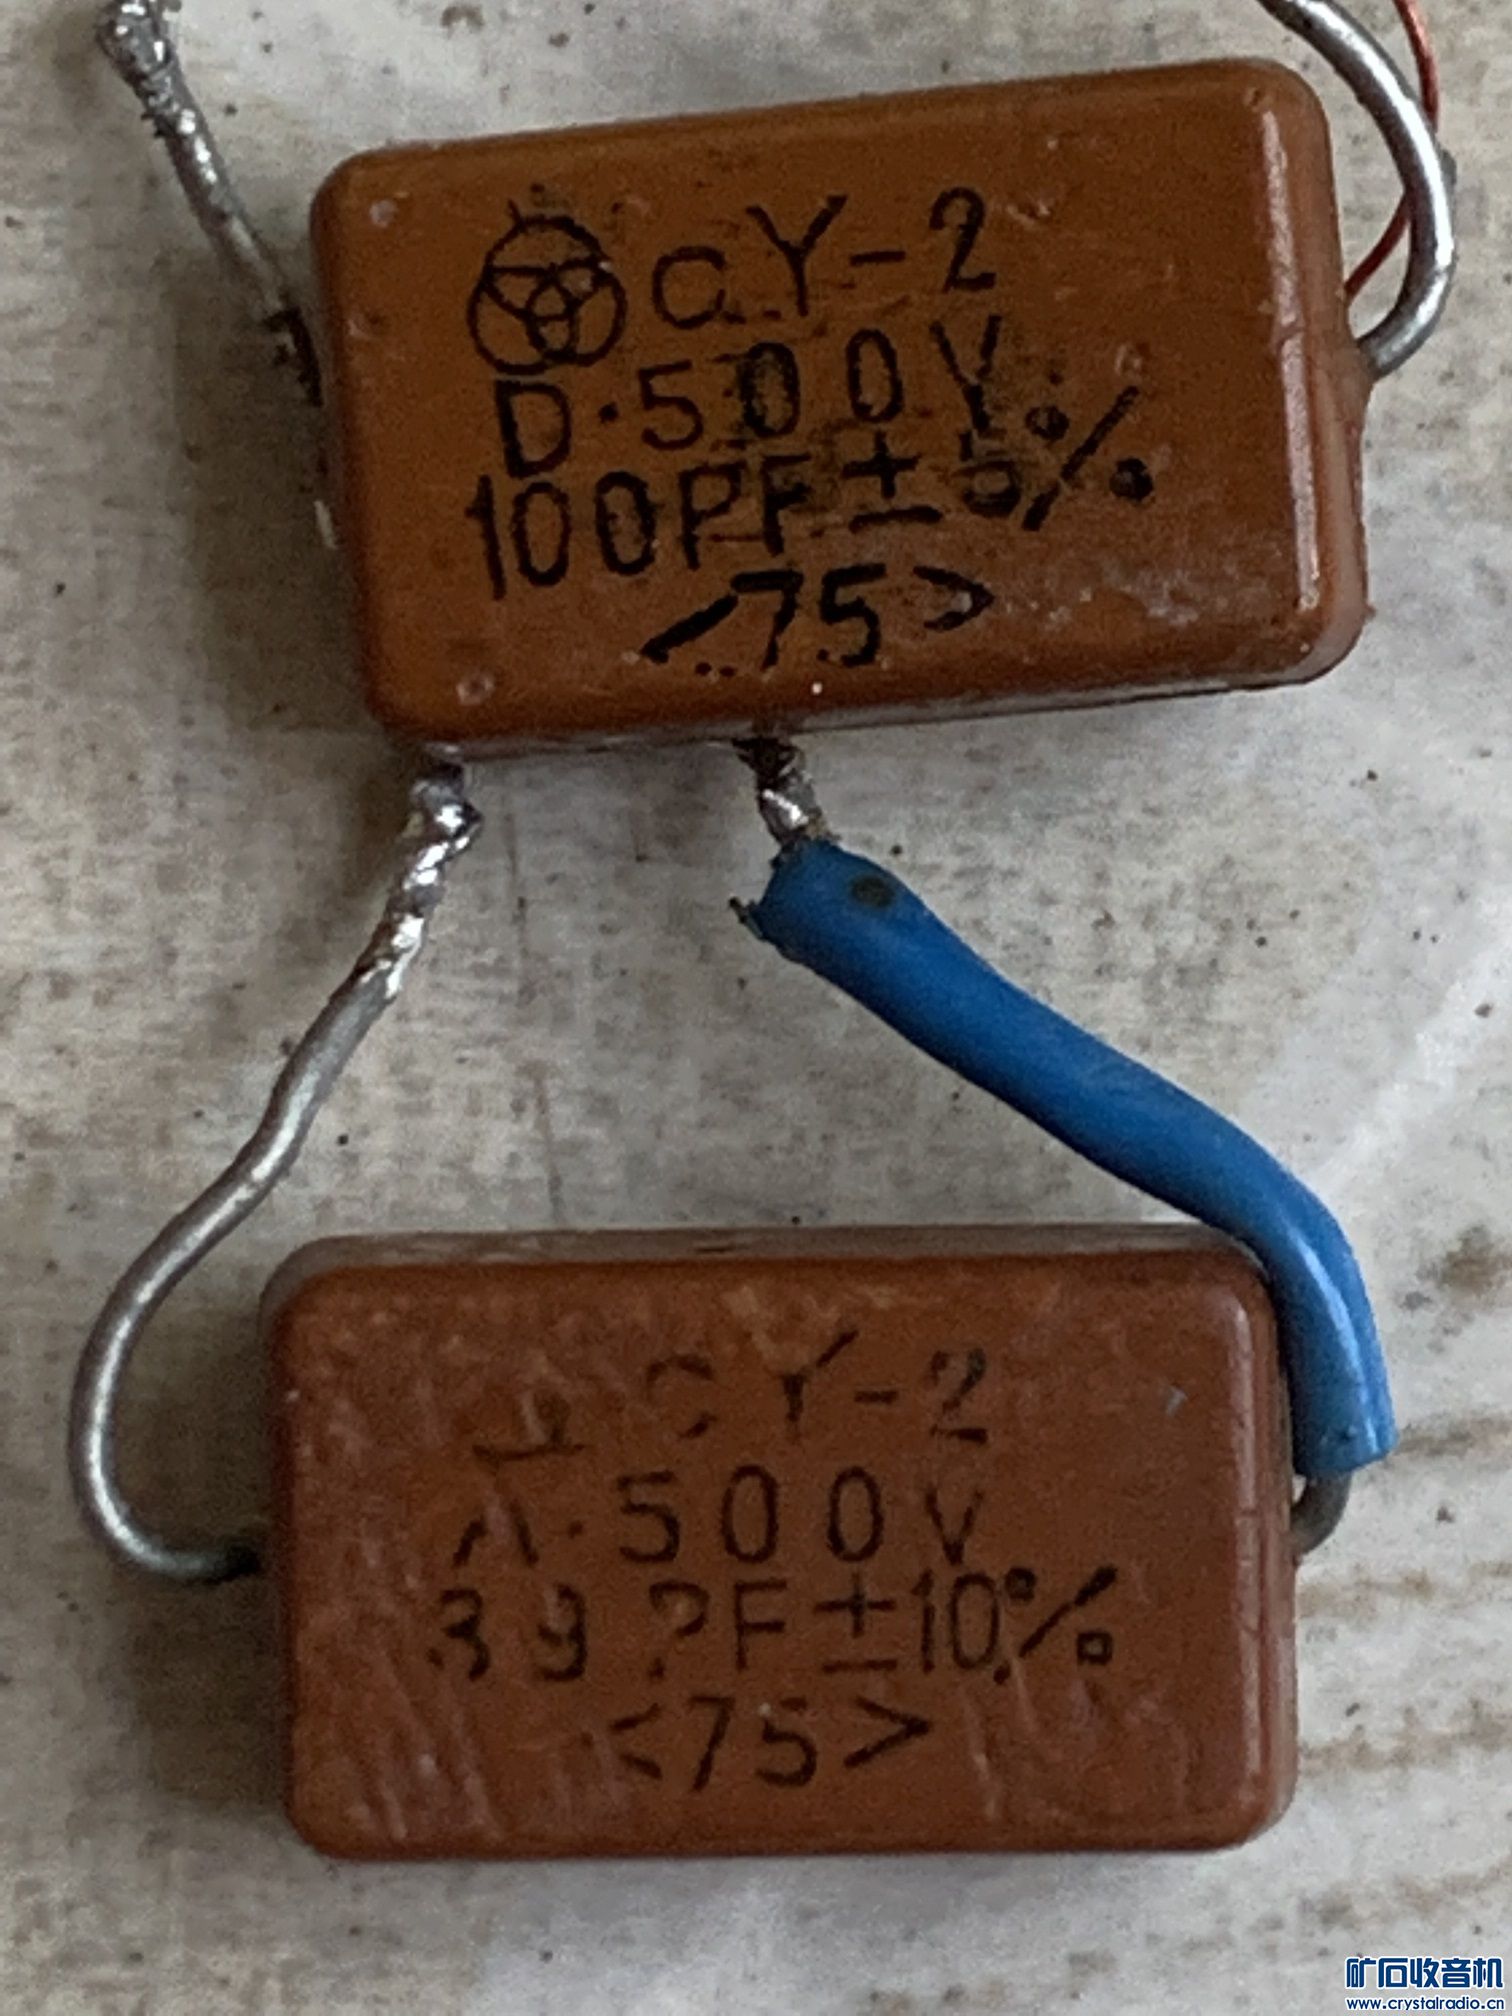 CY-2
D·500V
100PF±5%
<75>
CY-2
500V
PF±10%
<75>
矿石收音机
www.crystalradio.cn